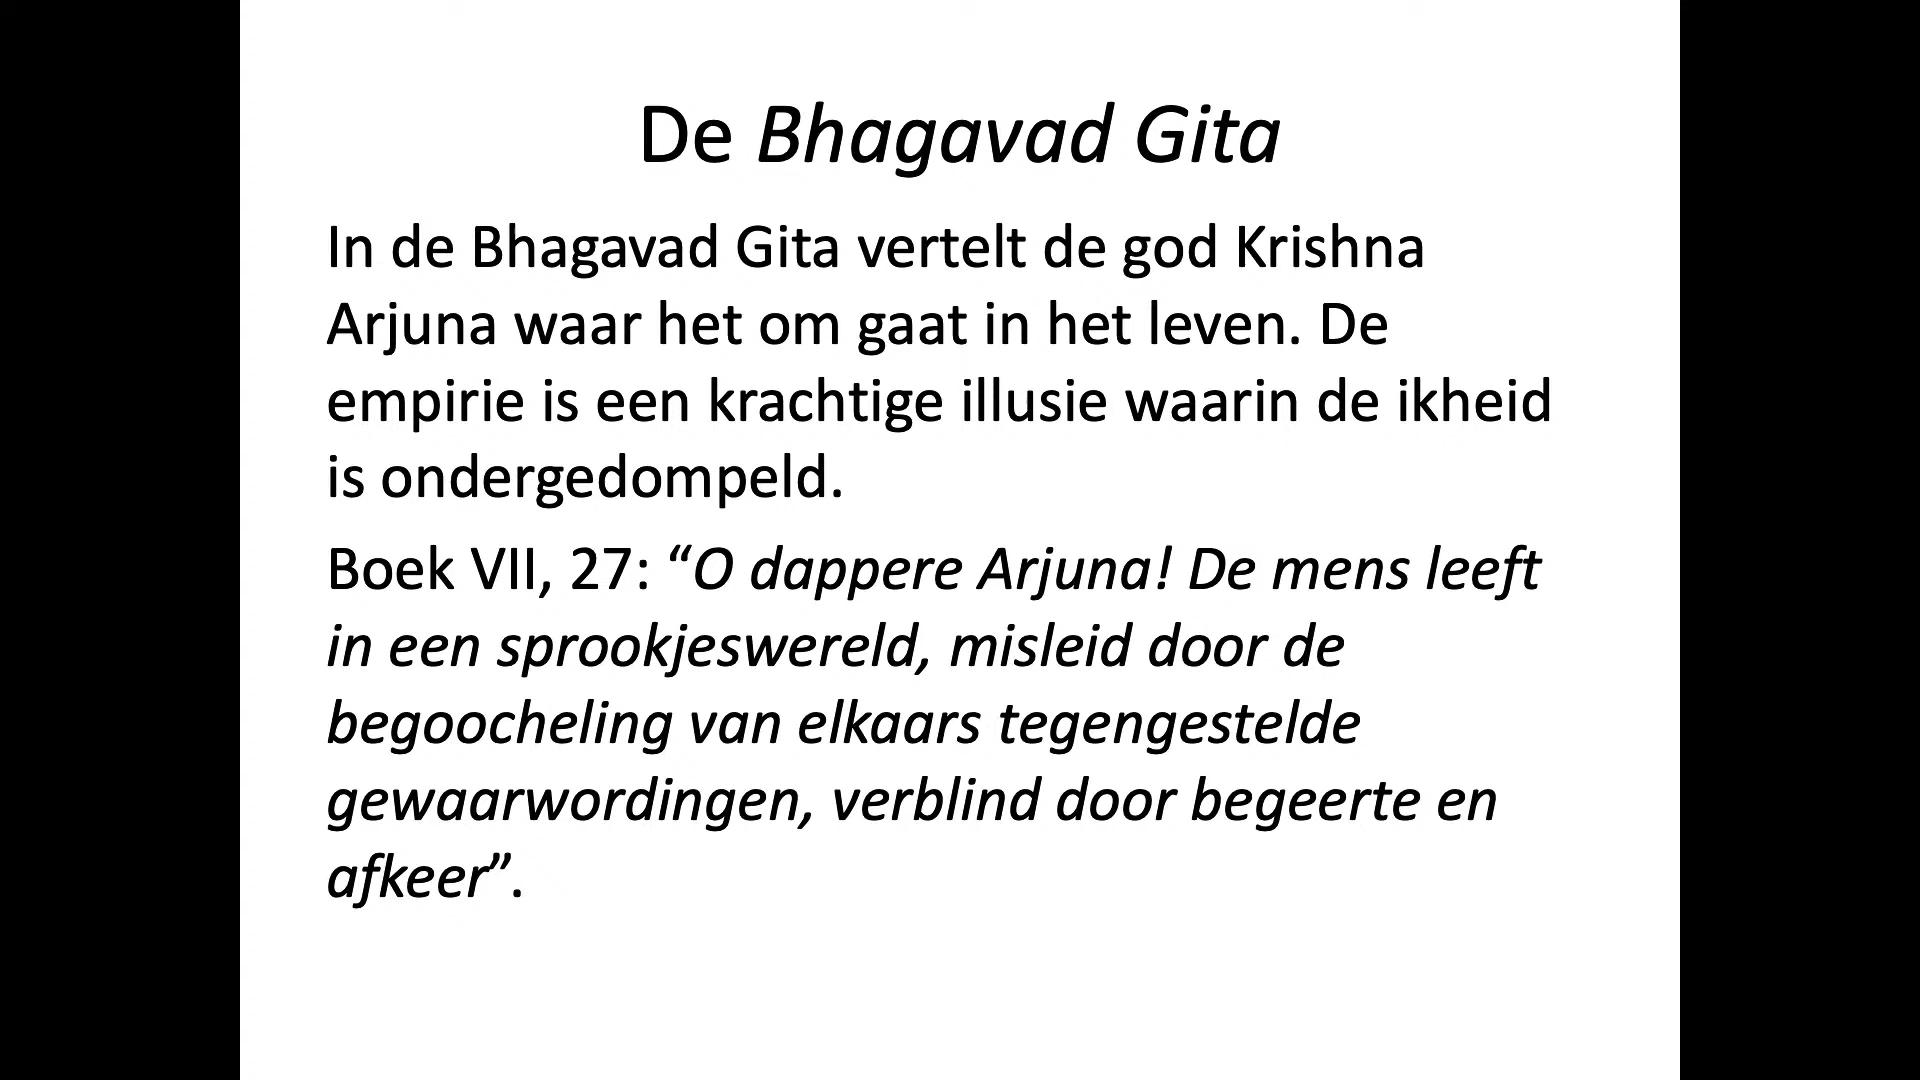 De Bhagavad Gita
In de Bhagavad Gita vertelt de god Krishna
Arjuna waar het om gaat in het leven. De
empirie is een krachtige illusie waarin de ikheid
is ondergedompeld.
Boek VII, 27: “O dappere Arjuna! De mens leeft
in een sprookjeswereld, misleid door de
begoocheling van elkaars tegengestelde
gewaarwordingen, verblind door begeerte en
afkeer”.